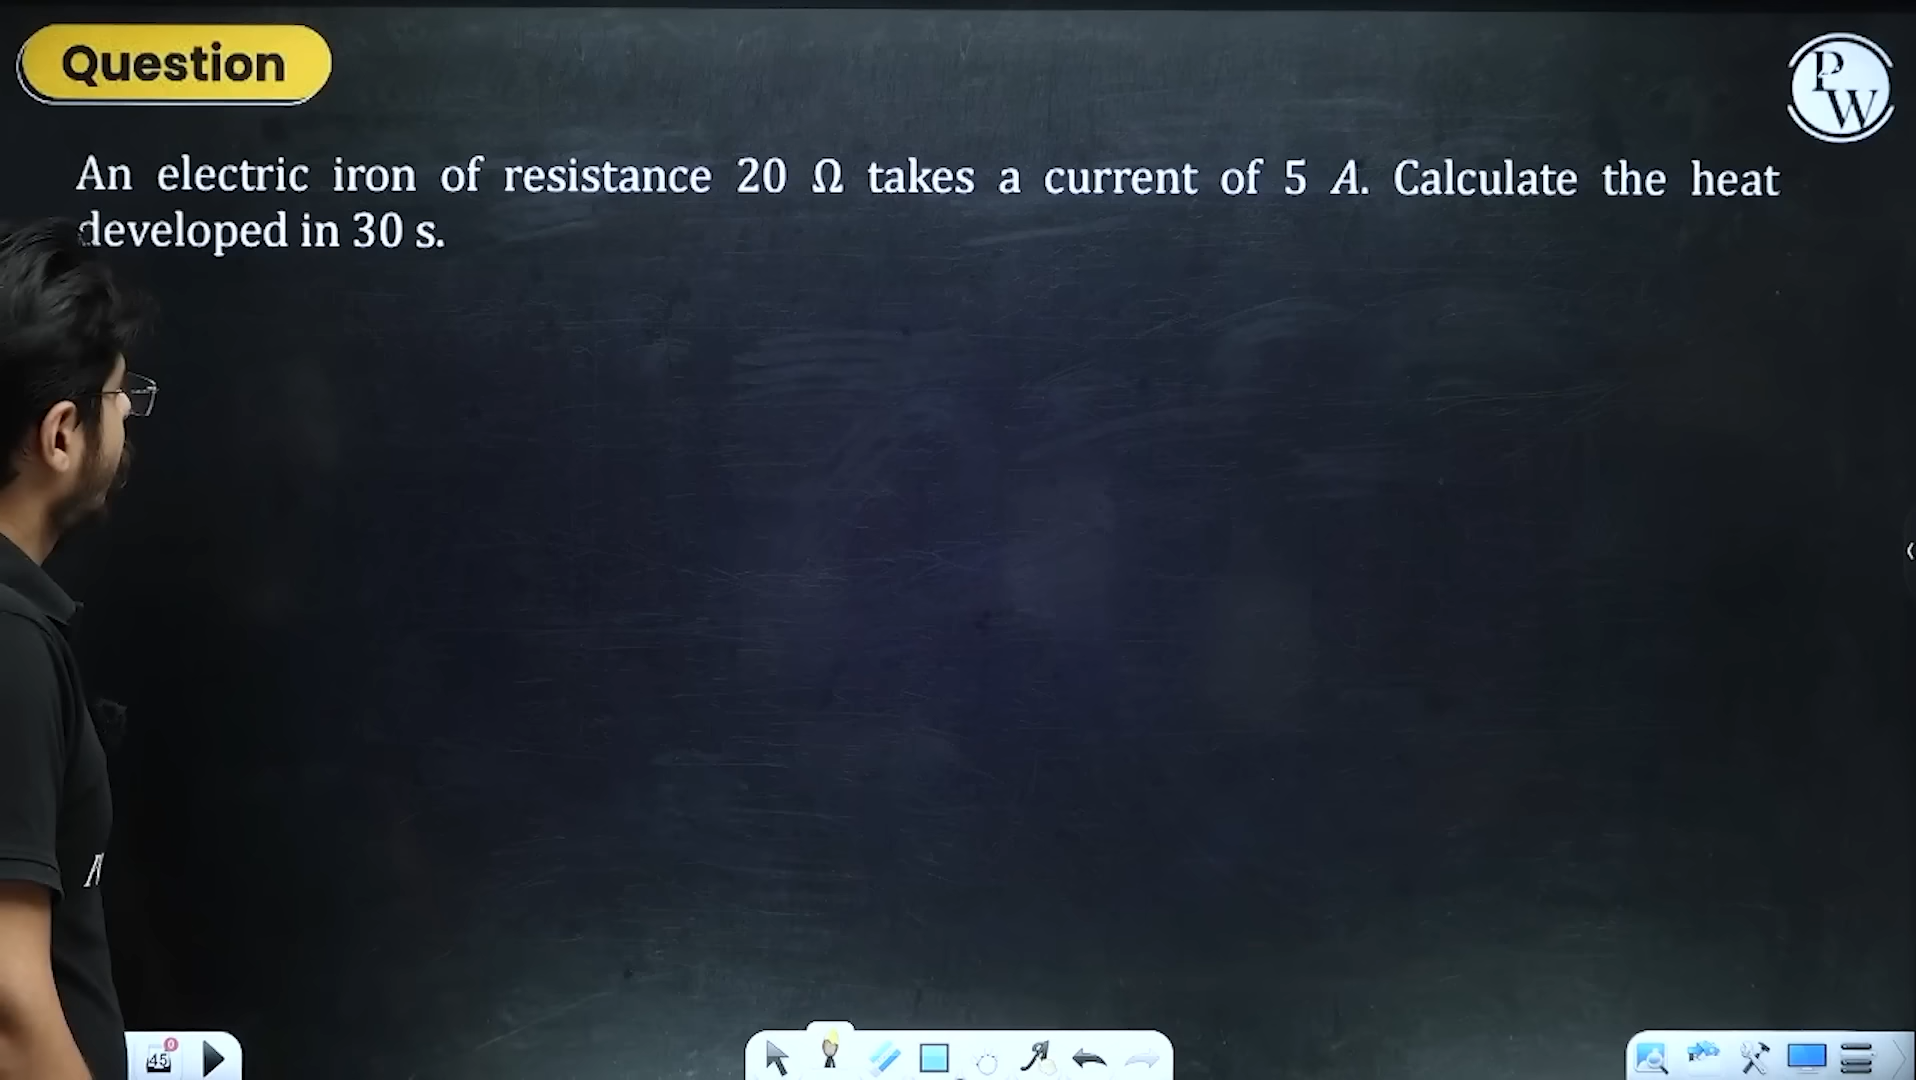 Question
PW
An electric iron of resistance 20 Ω takes a current of 5 A. Calculate the heat
developed in 30 s.
45
0